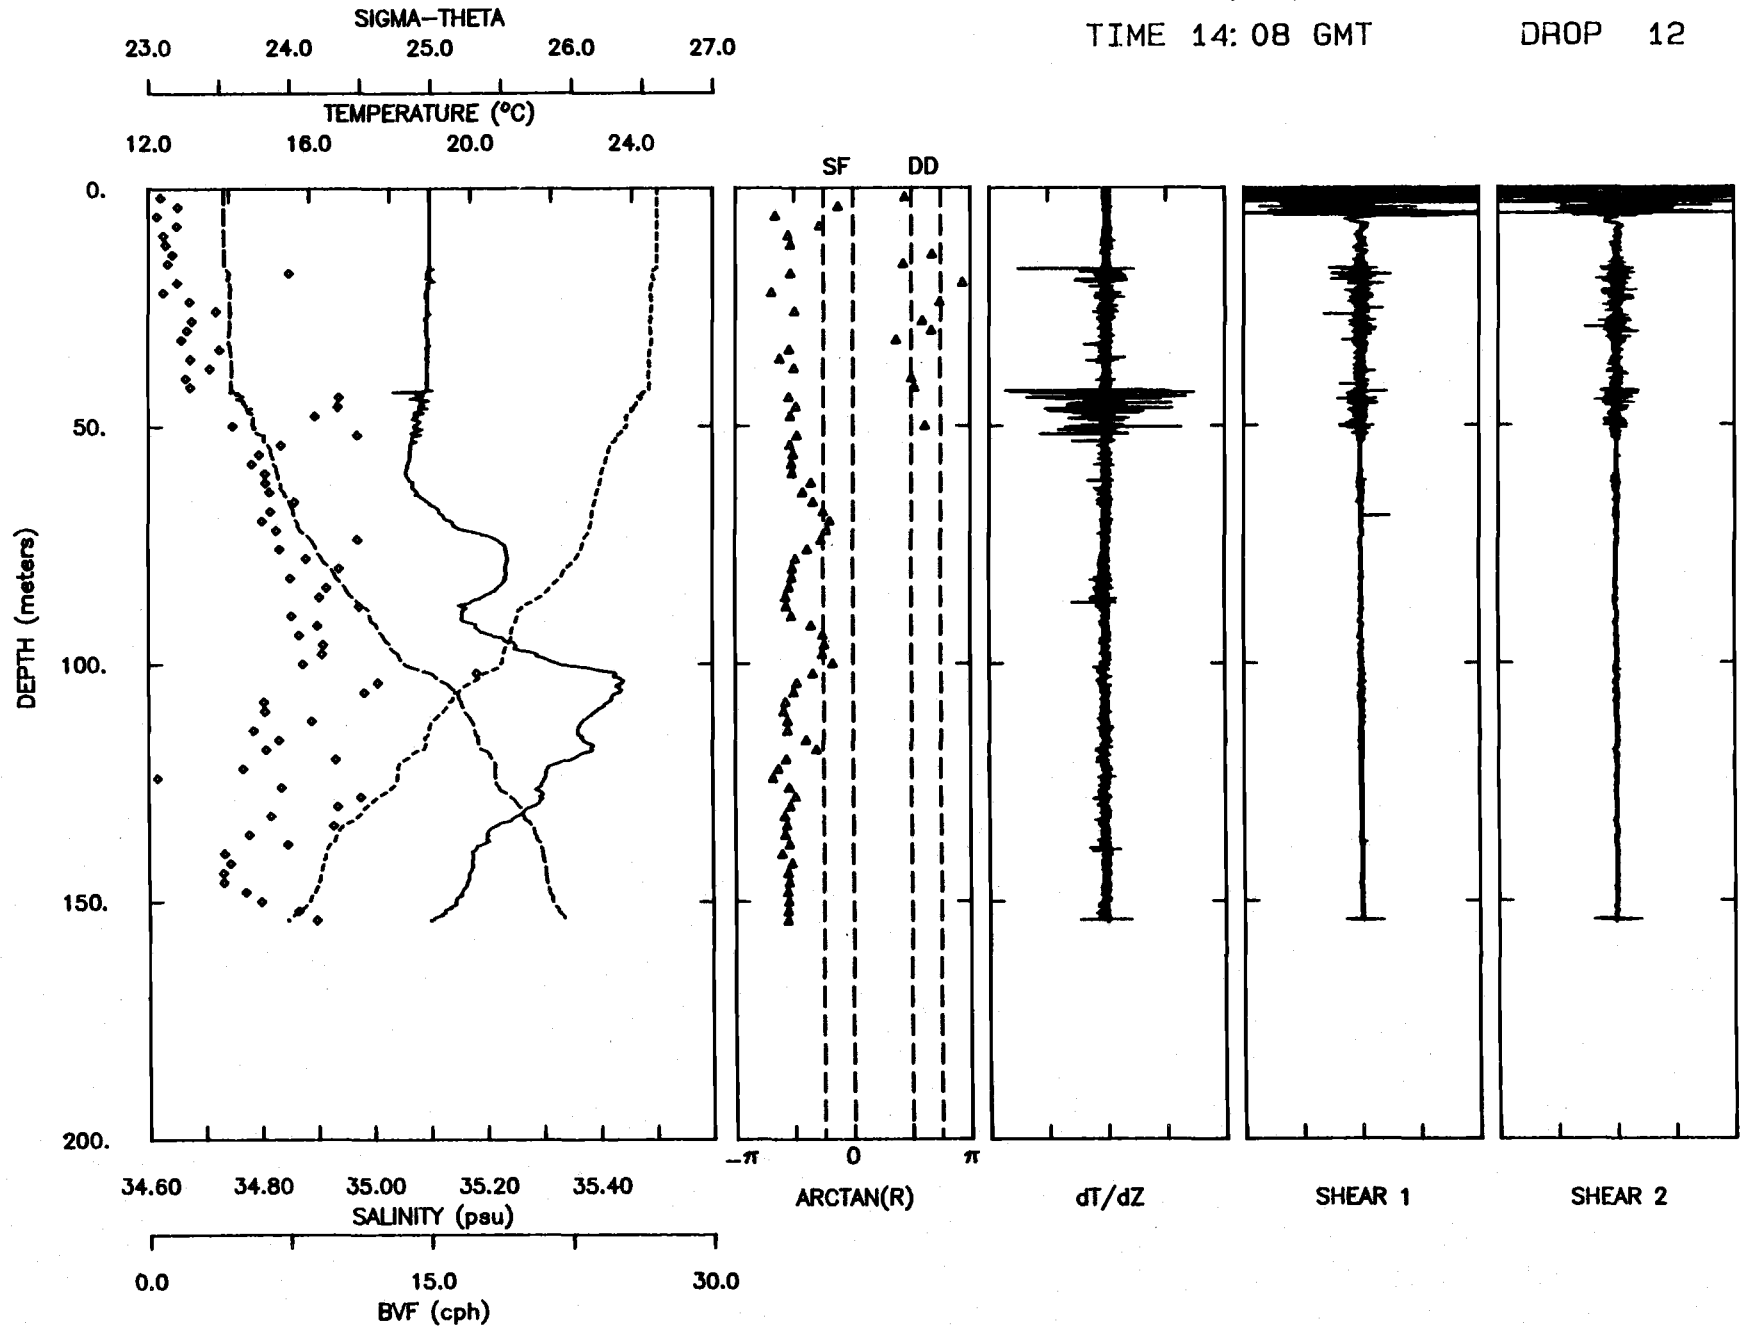 SIGMA-THETA
23.0 24.0 25.0 26.0 27.0
TIME 14:08 GMT DROP 12
TEMPERATURE (°C)
12.0 16.0 20.0 24.0
SF DD
0.
50.
100.
150.
200.
DEPTH (meters)
-π 0 π
34.60 34.80 35.00 35.20 35.40
SALINITY (psu)
ARCTAN(R) dT/dZ SHEAR 1 SHEAR 2
0.0 15.0 30.0
BVF (cph)